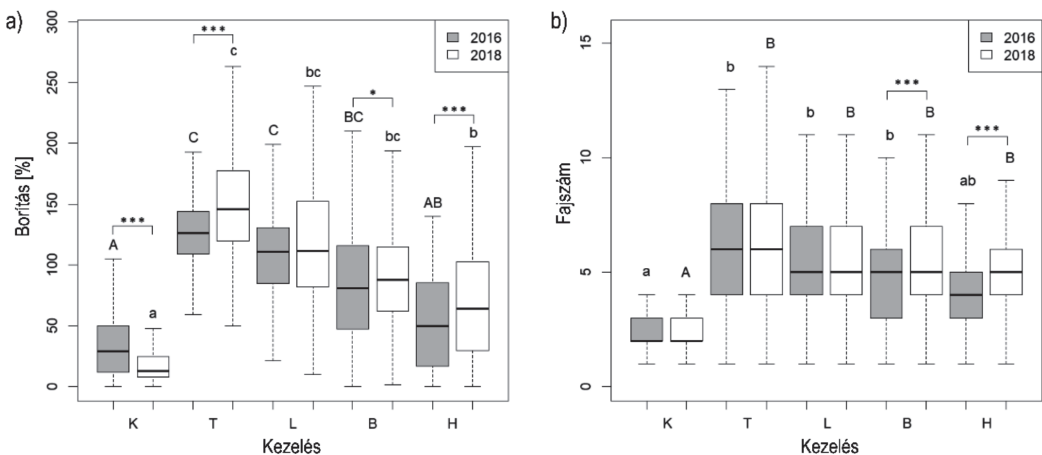 a)
Borítás [%]
300
250
200
150
100
50
0
2016
2018
A
***
a
C
***
c
C
bc
BC
*
bc
AB
***
b
K
T
L
B
H
Kezelés
b)
Fajszám
15
10
5
0
2016
2018
a
A
b
B
b
B
b
***
B
ab
***
B
K
T
L
B
H
Kezelés